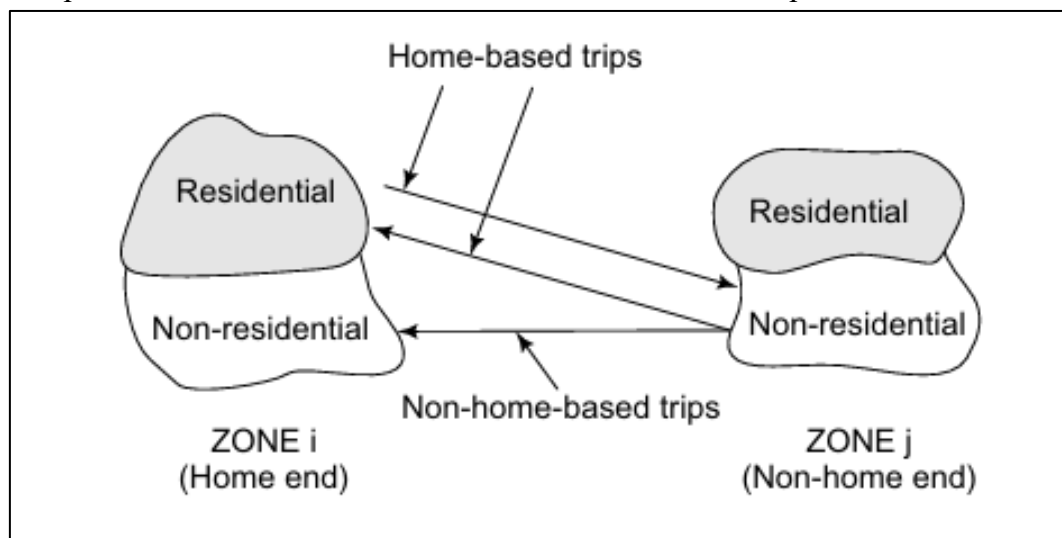 Home-based trips
Residential
Residential
Non-residential
Non-residential
Non-home-based trips
ZONE i
(Home end)
ZONE j
(Non-home end)